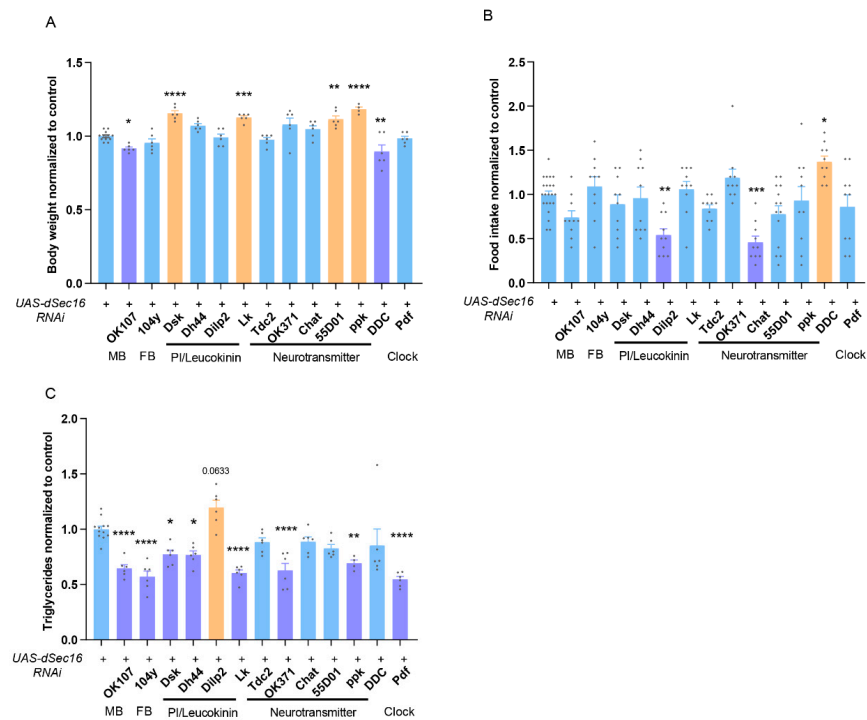 A
Body weight normalized to control
1.5
1.0
0.5
0.0
*
****
***
**
****
**
UAS-dSec16 RNAi
+ + + + + + + + + + + + + +
OK107 104y Dsk Dh44 Dilp2 Lk Tdc2 OK371 Chat 55D01 ppk DDC Pdf
MB FB PI/Leucokinin Neurotransmitter Clock
B
Food intake normalized to control
2.5
2.0
1.5
1.0
0.5
0.0
**
***
*
UAS-dSec16 RNAi
+ + + + + + + + + + + + + +
OK107 104y Dsk Dh44 Dilp2 Lk Tdc2 OK371 Chat 55D01 ppk DDC Pdf
MB FB PI/Leucokinin Neurotransmitter Clock
C
Triglycerides normalized to control
2.0
1.5
1.0
0.5
0.0
****
****
*
*
0.0633
****
****
**
****
UAS-dSec16 RNAi
+ + + + + + + + + + + + + +
OK107 104y Dsk Dh44 Dilp2 Lk Tdc2 OK371 Chat 55D01 ppk DDC Pdf
MB FB PI/Leucokinin Neurotransmitter Clock